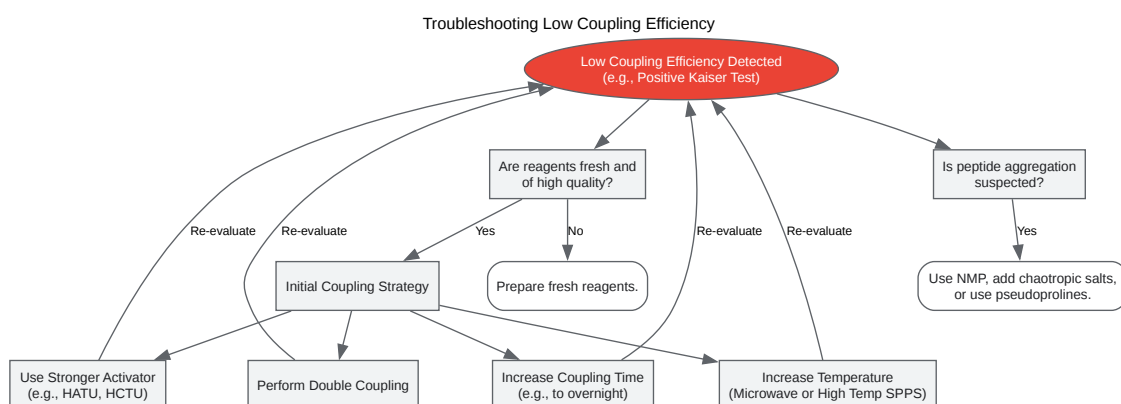 Troubleshooting Low Coupling Efficiency
Low Coupling Efficiency Detected
(e.g., Positive Kaiser Test)
Are reagents fresh and
of high quality?
Is peptide aggregation
suspected?
Re-evaluate
Re-evaluate
Yes
No
Re-evaluate
Re-evaluate
Yes
Initial Coupling Strategy
Prepare fresh reagents.
Use NMP, add chaotropic salts,
or use pseudoprolines.
Use Stronger Activator
(e.g., HATU, HCTU)
Perform Double Coupling
Increase Coupling Time
(e.g., to overnight)
Increase Temperature
(Microwave or High Temp SPPS)